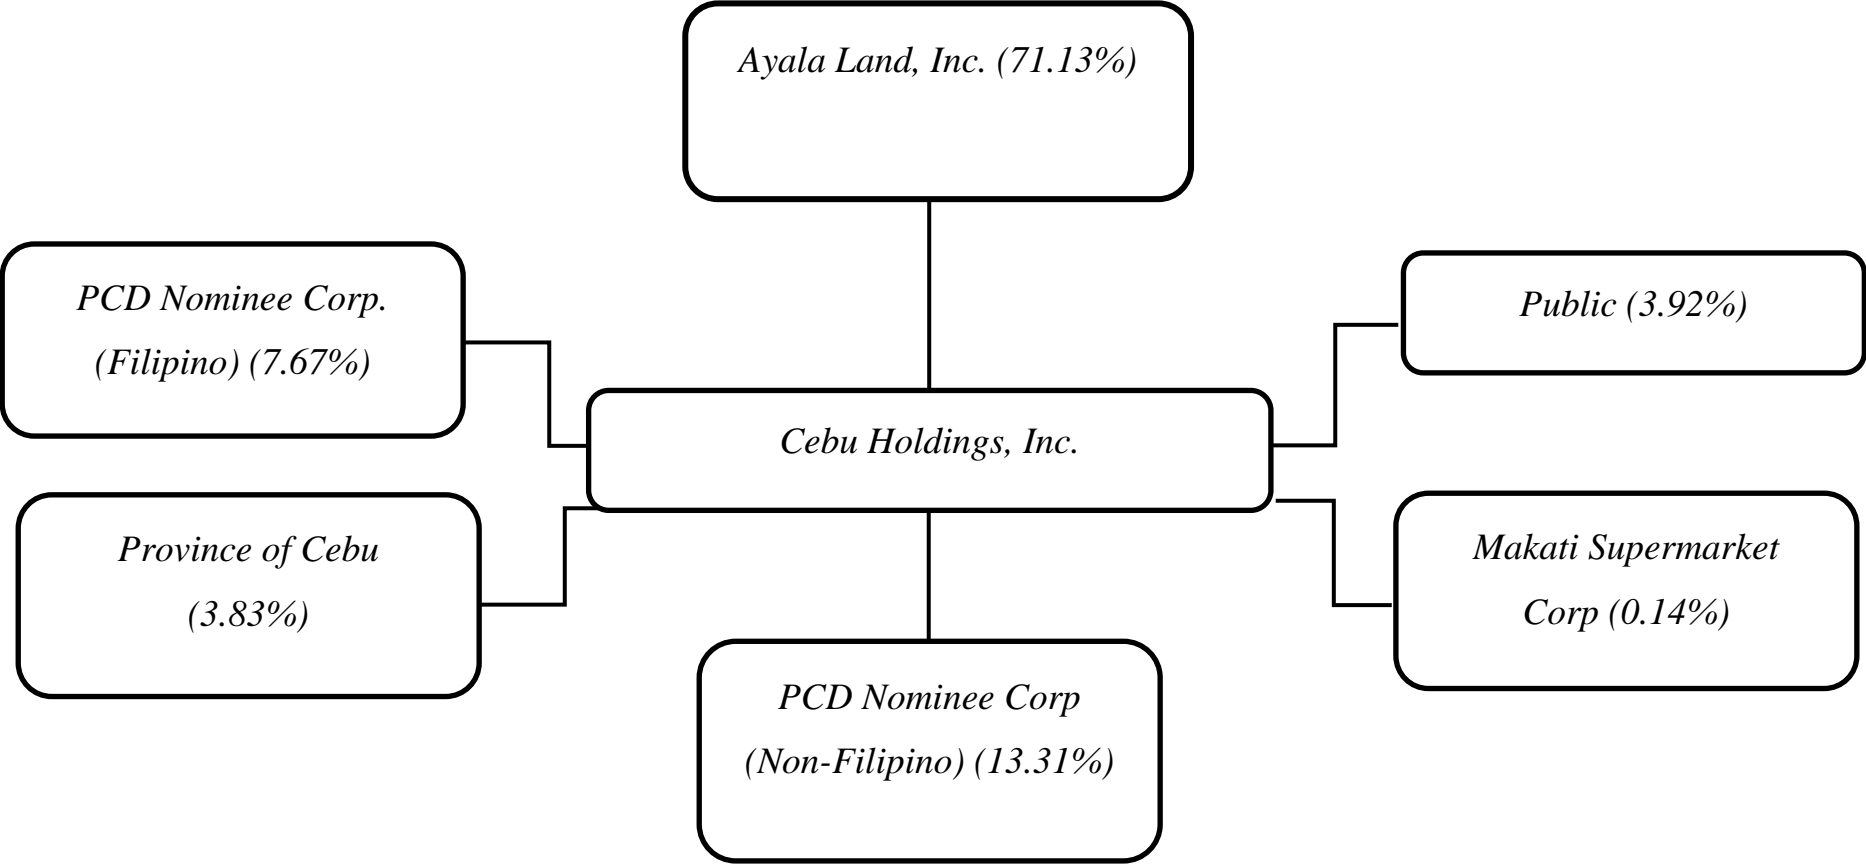 Ayala Land, Inc. (71.13%)
PCD Nominee Corp.
(Filipino) (7.67%)
Public (3.92%)
Cebu Holdings, Inc.
Province of Cebu
(3.83%)
Makati Supermarket
Corp (0.14%)
PCD Nominee Corp
(Non-Filipino) (13.31%)